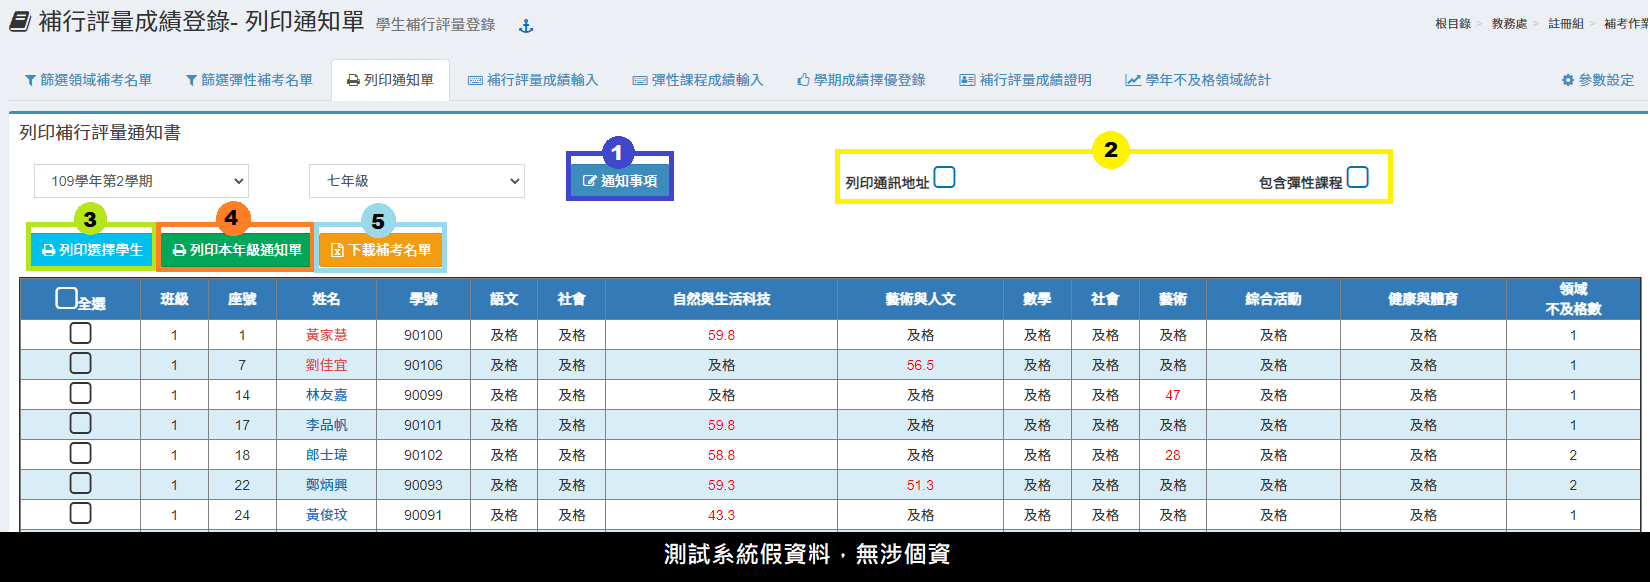 補行評量成績登錄- 列印通知單 學生補行評量登錄
根目錄 > 教務處 > 註冊組 > 補考作業
篩選領域補考名單 篩選彈性補考名單 列印通知單 補行評量成績輸入 彈性課程成績輸入 學期成績擇優登錄 補行評量成績證明 學年不及格領域統計 參數設定
列印補行評量通知書
1 2
109學年第2學期 七年級 通知事項 列印通訊地址 包含彈性課程
3 4 5
列印選擇學生 列印本年級通知單 下載補考名單
全選 班級 座號 姓名 學號 語文 社會 自然與生活科技 藝術與人文 數學 社會 藝術 綜合活動 健康與體育 領域
不及格數
1 1 黃家慧 90100 及格 及格 59.8 及格 及格 及格 及格 及格 及格 1
1 7 劉佳宜 90106 及格 及格 及格 56.5 及格 及格 及格 及格 及格 1
1 14 林友嘉 90099 及格 及格 及格 及格 及格 及格 47 及格 及格 1
1 17 李品帆 90101 及格 及格 59.8 及格 及格 及格 及格 及格 及格 1
1 18 郎士瑋 90102 及格 及格 58.8 及格 及格 及格 28 及格 及格 2
1 22 鄭炳興 90093 及格 及格 59.3 51.3 及格 及格 及格 及格 及格 2
1 24 黃俊玟 90091 及格 及格 43.3 及格 及格 及格 及格 及格 及格 1
測試系統假資料，無涉個資